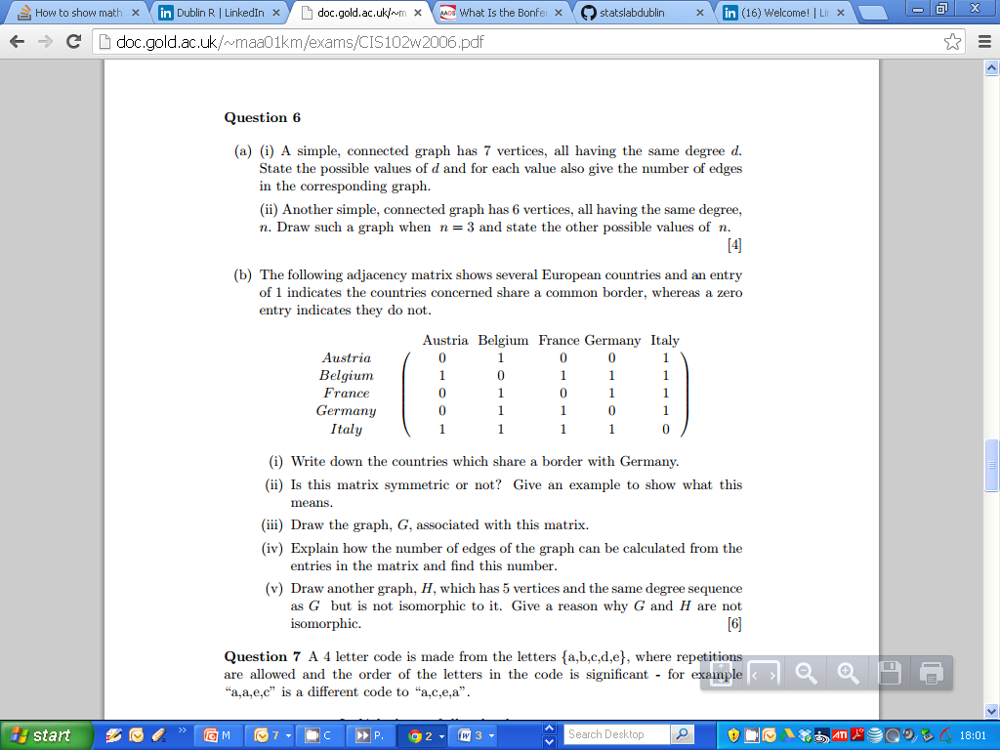 How to show math
Dublin R | LinkedIn
doc.gold.ac.uk/~m
What Is the Bonfe
statslabdublin
(16) Welcome! | Li
doc.gold.ac.uk/~maa01km/exams/CIS102w2006.pdf
Question 6
(a) (i) A simple, connected graph has 7 vertices, all having the same degree d.
State the possible values of d and for each value also give the number of edges
in the corresponding graph.
(ii) Another simple, connected graph has 6 vertices, all having the same degree,
n. Draw such a graph when n = 3 and state the other possible values of n.
[4]
(b) The following adjacency matrix shows several European countries and an entry
of 1 indicates the countries concerned share a common border, whereas a zero
entry indicates they do not.
Austria Belgium France Germany Italy
Austria 0 1 0 0 1
Belgium 1 0 1 1 1
France 0 1 0 1 1
Germany 0 1 1 0 1
Italy 1 1 1 1 0
(i) Write down the countries which share a border with Germany.
(ii) Is this matrix symmetric or not? Give an example to show what this
means.
(iii) Draw the graph, G, associated with this matrix.
(iv) Explain how the number of edges of the graph can be calculated from the
entries in the matrix and find this number.
(v) Draw another graph, H, which has 5 vertices and the same degree sequence
as G but is not isomorphic to it. Give a reason why G and H are not
isomorphic. [6]
Question 7 A 4 letter code is made from the letters {a,b,c,d,e}, where repetitions
are allowed and the order of the letters in the code is significant - for example
"a,a,e,c" is a different code to "a,c,e,a".
start
M
7
C
P.
2
3
Search Desktop
18:01